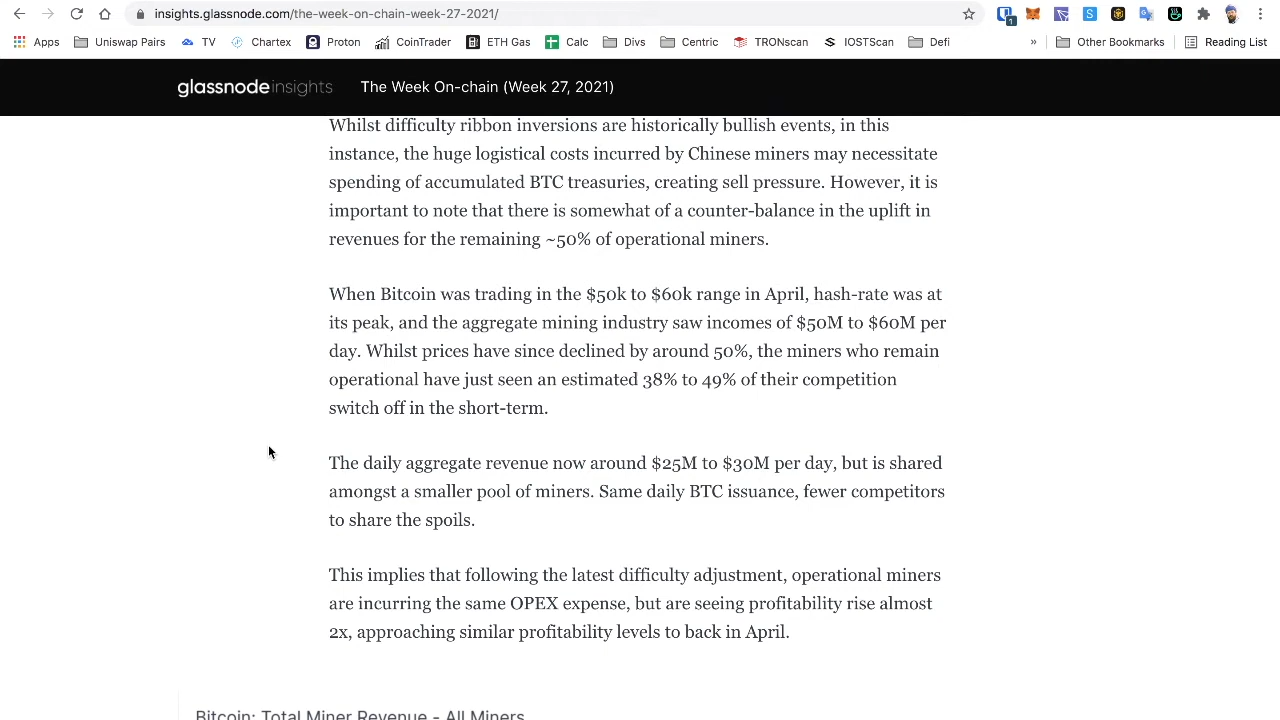 insights.glassnode.com/the-week-on-chain-week-27-2021/
1
Apps Uniswap Pairs TV Chartex Proton CoinTrader ETH Gas Calc Divs Centric TRONscan IOSTScan Defi » Other Bookmarks Reading List
glassnodeinsights The Week On-chain (Week 27, 2021)
Whilst difficulty ribbon inversions are historically bullish events, in this
instance, the huge logistical costs incurred by Chinese miners may necessitate
spending of accumulated BTC treasuries, creating sell pressure. However, it is
important to note that there is somewhat of a counter-balance in the uplift in
revenues for the remaining ~50% of operational miners.
When Bitcoin was trading in the $50k to $60k range in April, hash-rate was at
its peak, and the aggregate mining industry saw incomes of $50M to $60M per
day. Whilst prices have since declined by around 50%, the miners who remain
operational have just seen an estimated 38% to 49% of their competition
switch off in the short-term.
The daily aggregate revenue now around $25M to $30M per day, but is shared
amongst a smaller pool of miners. Same daily BTC issuance, fewer competitors
to share the spoils.
This implies that following the latest difficulty adjustment, operational miners
are incurring the same OPEX expense, but are seeing profitability rise almost
2x, approaching similar profitability levels to back in April.
Bitcoin: Total Miner Revenue - All Miners